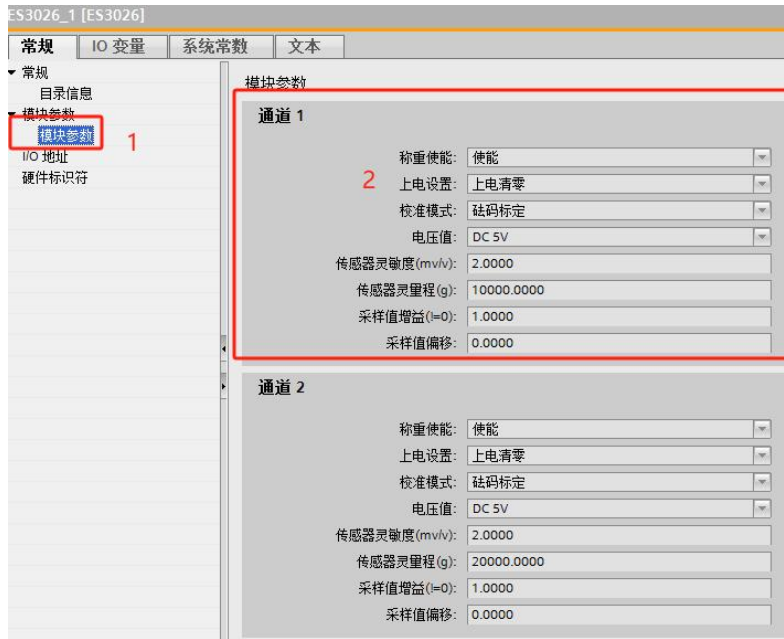 ES3026_1 [ES3026]
常规 IO 变量 系统常数 文本
常规
目录信息
模块参数
模块参数
1
I/O 地址
硬件标识符
模块参数
通道 1
2
称重使能: 使能
上电设置: 上电清零
校准模式: 砝码标定
电压值: DC 5V
传感器灵敏度(mv/v): 2.0000
传感器灵量程(g): 10000.0000
采样值增益(!=0): 1.0000
采样值偏移: 0.0000
通道 2
称重使能: 使能
上电设置: 上电清零
校准模式: 砝码标定
电压值: DC 5V
传感器灵敏度(mv/v): 2.0000
传感器灵量程(g): 20000.0000
采样值增益(!=0): 1.0000
采样值偏移: 0.0000